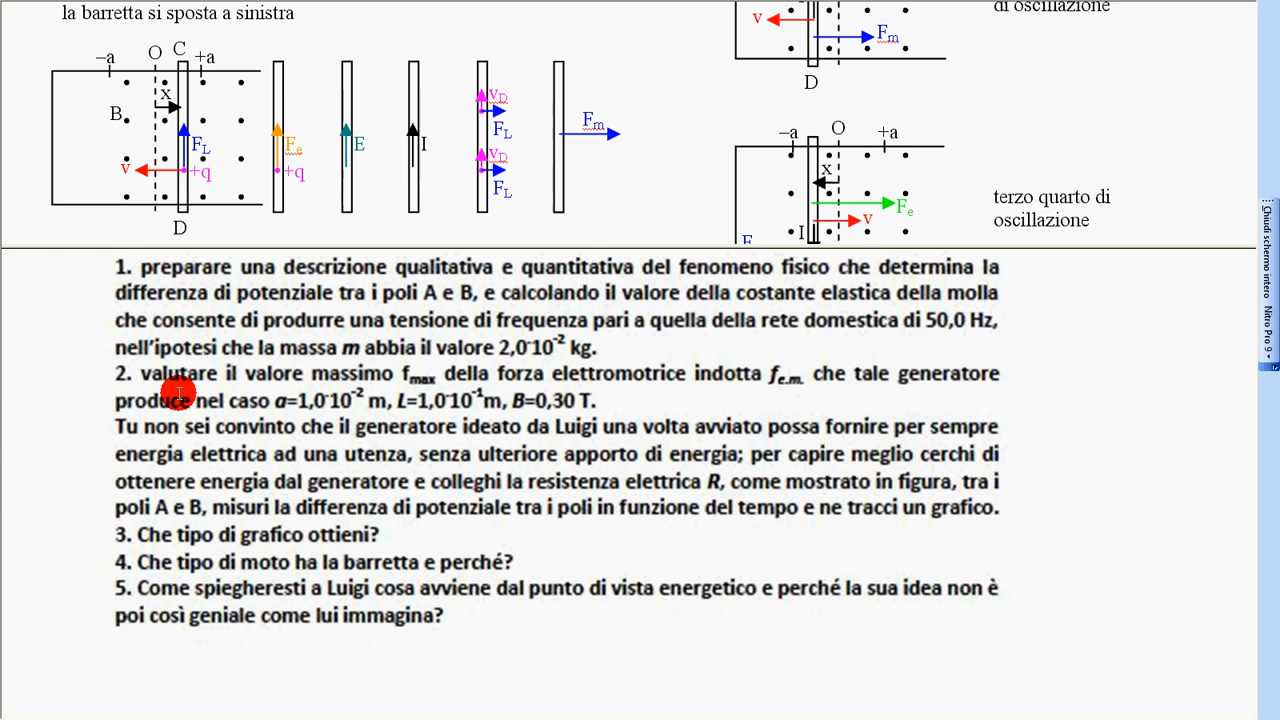 la barretta si sposta a sinistra
di oscillazione
–a O C +a
x
B
F_L
v +q
D
F_e
+q
E
I
v_D
F_L
v_D
F_L
F_m
v
F_m
D
–a O +a
x
F_e
v
I
F
terzo quarto di
oscillazione
1. preparare una descrizione qualitativa e quantitativa del fenomeno fisico che determina la
differenza di potenziale tra i poli A e B, e calcolando il valore della costante elastica della molla
che consente di produrre una tensione di frequenza pari a quella della rete domestica di 50,0 Hz,
nell'ipotesi che la massa m abbia il valore 2,0·10⁻² kg.
2. valutare il valore massimo f_max della forza elettromotrice indotta f_e.m. che tale generatore
produce nel caso a=1,0·10⁻² m, L=1,0·10⁻¹m, B=0,30 T.
Tu non sei convinto che il generatore ideato da Luigi una volta avviato possa fornire per sempre
energia elettrica ad una utenza, senza ulteriore apporto di energia; per capire meglio cerchi di
ottenere energia dal generatore e colleghi la resistenza elettrica R, come mostrato in figura, tra i
poli A e B, misuri la differenza di potenziale tra i poli in funzione del tempo e ne tracci un grafico.
3. Che tipo di grafico ottieni?
4. Che tipo di moto ha la barretta e perché?
5. Come spiegheresti a Luigi cosa avviene dal punto di vista energetico e perché la sua idea non è
poi così geniale come lui immagina?
Chiudi schermo intero
Nitro Pro 9